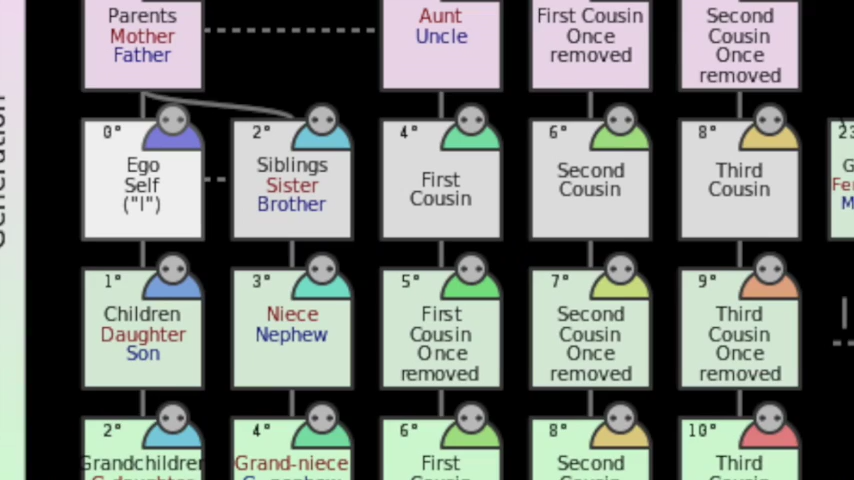 Parents
Mother
Father
Aunt
Uncle
First Cousin
Once
removed
Second
Cousin
Once
removed
Generation
0°
Ego
Self
("I")
2°
Siblings
Sister
Brother
4°
First
Cousin
6°
Second
Cousin
8°
Third
Cousin
1°
Children
Daughter
Son
3°
Niece
Nephew
5°
First
Cousin
Once
removed
7°
Second
Cousin
Once
removed
9°
Third
Cousin
Once
removed
2°
Grandchildren
4°
Grand-niece
6°
First
Cousin
8°
Second
Cousin
10°
Third
Cousin